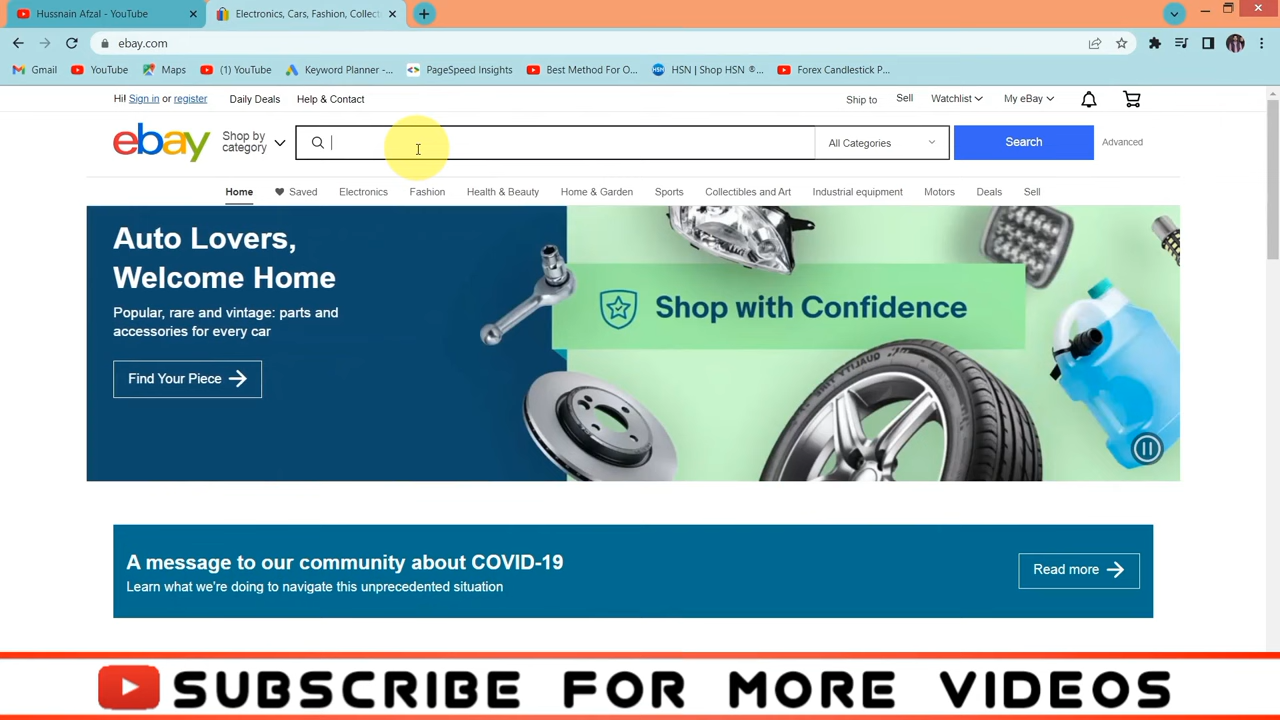 Hussnain Afzal - YouTube
Electronics, Cars, Fashion, Collecti
ebay.com
Gmail
YouTube
Maps
(1) YouTube
Keyword Planner -...
PageSpeed Insights
Best Method For O...
HSN | Shop HSN ®...
Forex Candlestick P...
Hi! Sign in or register
Daily Deals
Help & Contact
Ship to
Sell
Watchlist
My eBay
ebay
Shop by
category
All Categories
Search
Advanced
Home
Saved
Electronics
Fashion
Health & Beauty
Home & Garden
Sports
Collectibles and Art
Industrial equipment
Motors
Deals
Sell
Auto Lovers,
Welcome Home
Popular, rare and vintage: parts and
accessories for every car
Find Your Piece
Shop with Confidence
QUALITY TIRE
A message to our community about COVID-19
Learn what we're doing to navigate this unprecedented situation
Read more
SUBSCRIBE FOR MORE VIDEOS